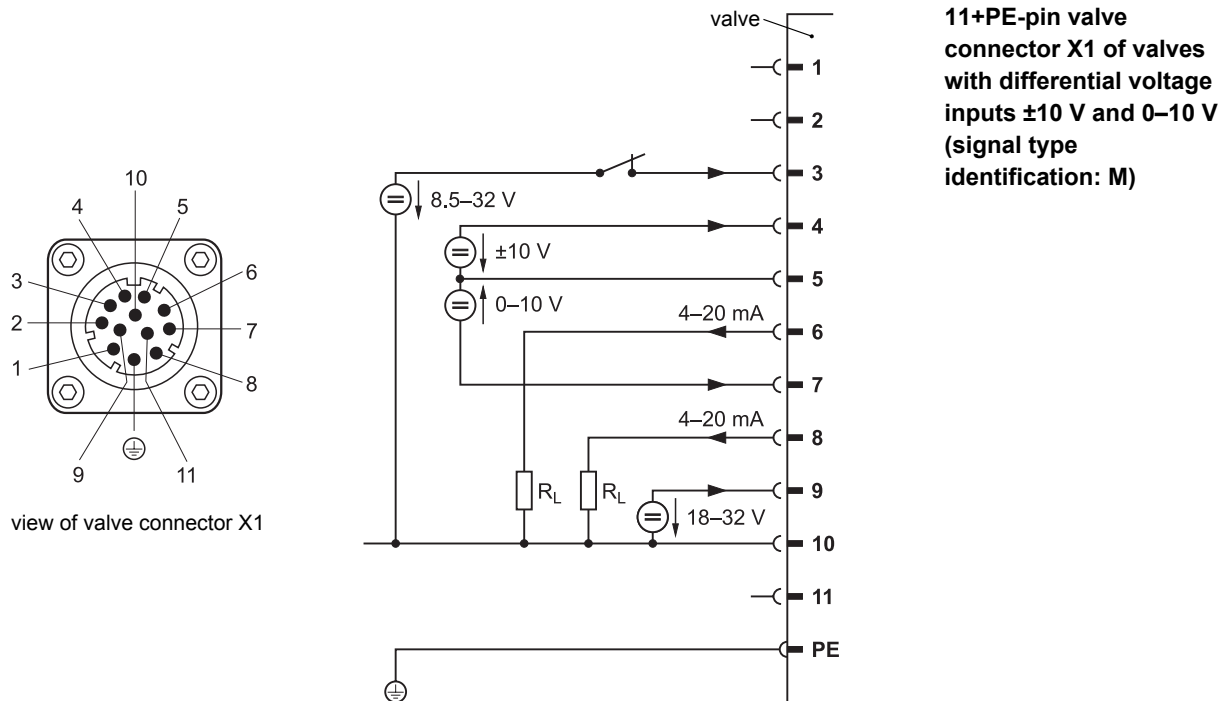 11+PE-pin valve
connector X1 of valves
with differential voltage
inputs ±10 V and 0–10 V
(signal type
identification: M)
10
4
5
3
6
2
7
1
8
9
11
view of valve connector X1
valve
1
2
3
8.5–32 V
4
±10 V
5
0–10 V
4–20 mA
6
7
4–20 mA
8
RL
RL
9
18–32 V
10
11
PE